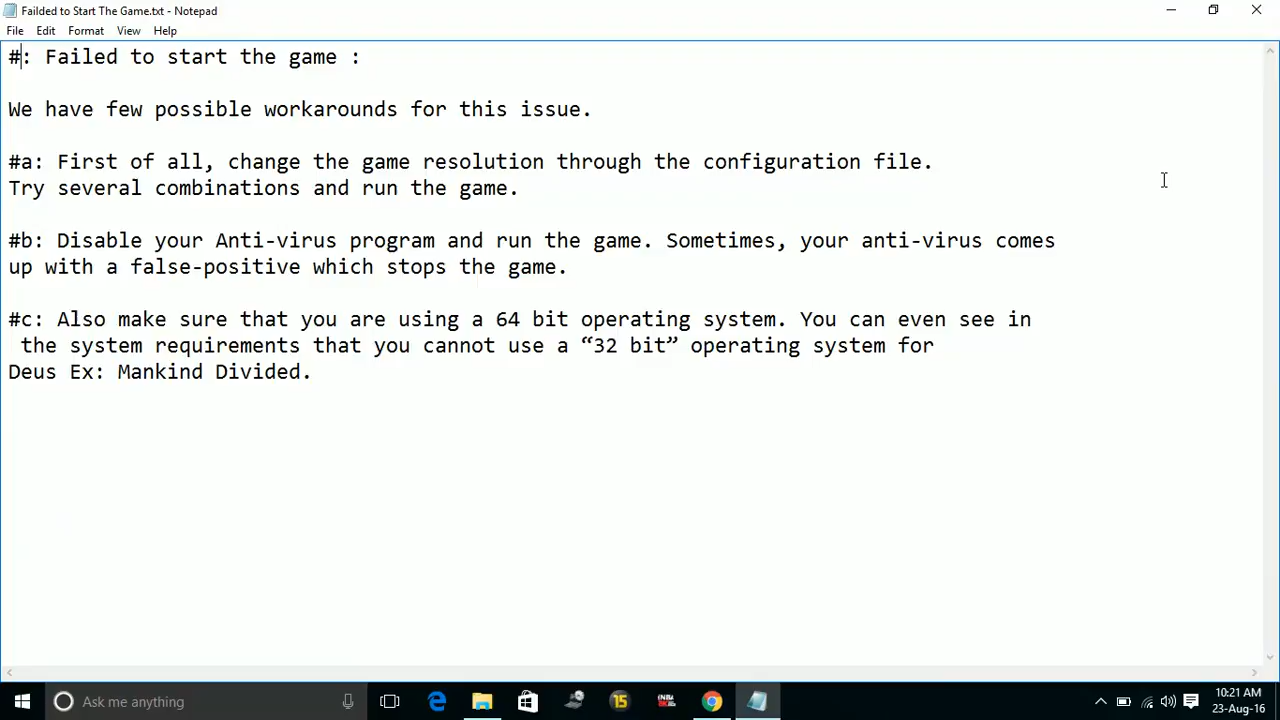 Failded to Start The Game.txt - Notepad
File Edit Format View Help
#: Failed to start the game :
We have few possible workarounds for this issue.
#a: First of all, change the game resolution through the configuration file.
Try several combinations and run the game.
#b: Disable your Anti-virus program and run the game. Sometimes, your anti-virus comes
up with a false-positive which stops the game.
#c: Also make sure that you are using a 64 bit operating system. You can even see in
the system requirements that you cannot use a “32 bit” operating system for
Deus Ex: Mankind Divided.
Ask me anything
15
10:21 AM
23-Aug-16